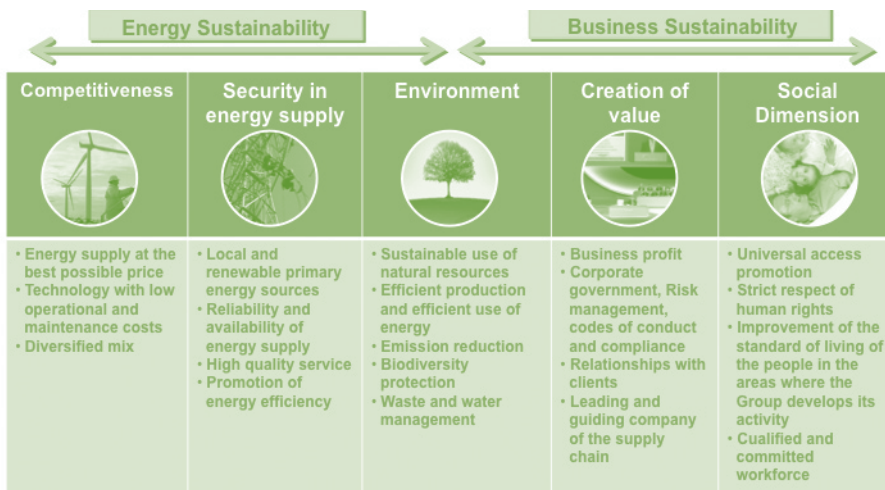 Energy Sustainability
Business Sustainability
Competitiveness
Security in
energy supply
Environment
Creation of
value
Social
Dimension
• Energy supply at the
best possible price
• Technology with low
operational and
maintenance costs
• Diversified mix
• Local and
renewable primary
energy sources
• Reliability and
availability of
energy supply
• High quality service
• Promotion of
energy efficiency
• Sustainable use of
natural resources
• Efficient production
and efficient use of
energy
• Emission reduction
• Biodiversity
protection
• Waste and water
management
• Business profit
• Corporate
government, Risk
management,
codes of conduct
and compliance
• Relationships with
clients
• Leading and
guiding company
of the supply
chain
• Universal access
promotion
• Strict respect of
human rights
• Improvement of the
standard of living of
the people in the
areas where the
Group develops its
activity
• Cualified and
committed
workforce